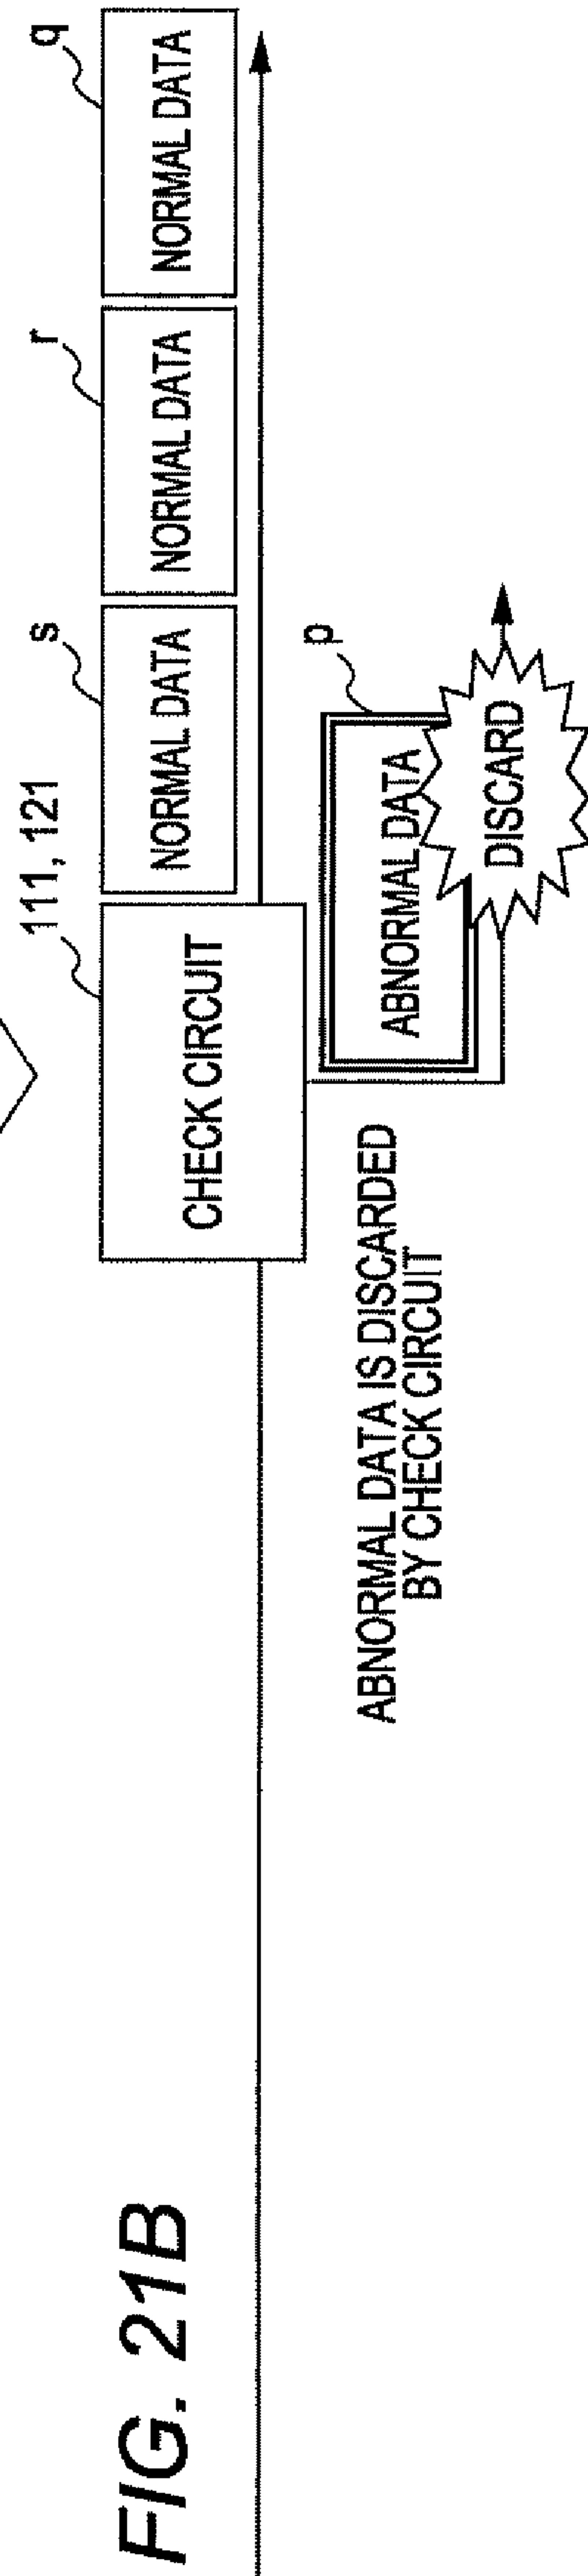 FIG. 21B
111, 121
s
r
q
CHECK CIRCUIT
NORMAL DATA
NORMAL DATA
NORMAL DATA
p
ABNORMAL DATA
DISCARD
ABNORMAL DATA IS DISCARDED
BY CHECK CIRCUIT